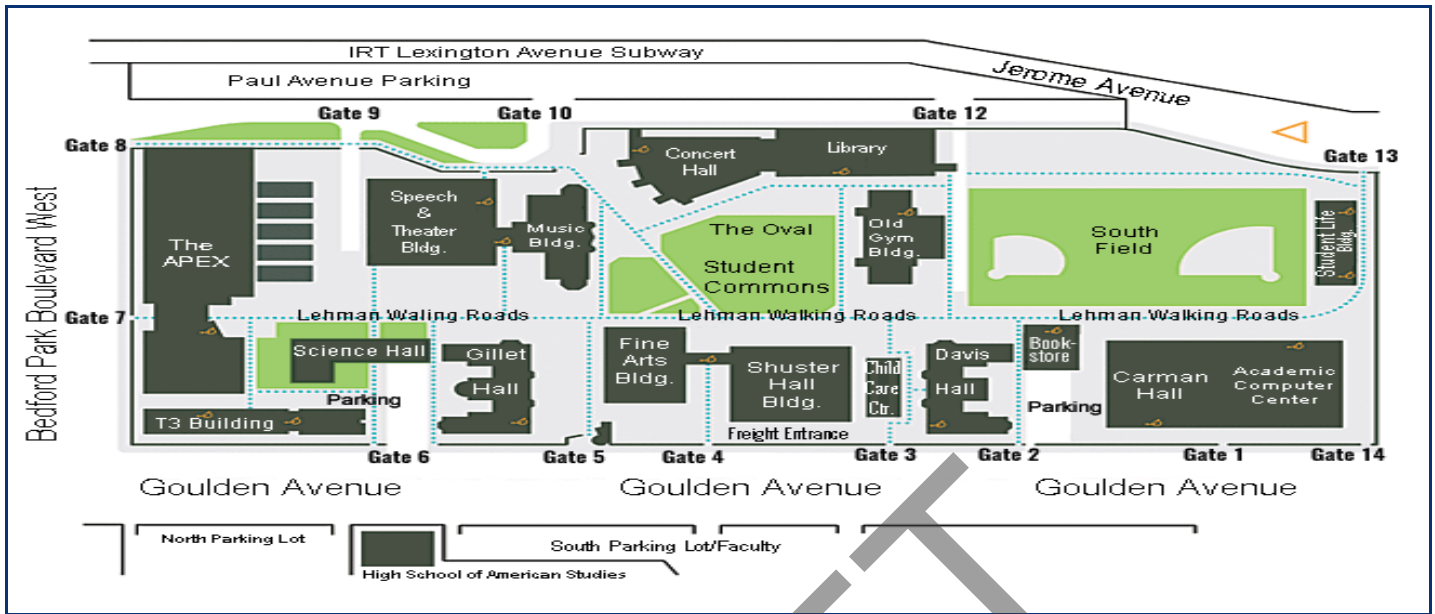 IRT Lexington Avenue Subway
Jerome Avenue
Paul Avenue Parking
Gate 9
Gate 10
Gate 12
Gate 8
Gate 13
Concert
Hall
Library
Speech
&
Theater
Bldg.
Music
Bldg.
Old
Gym
Bldg.
The
APEX
The Oval
Student
Commons
South
Field
Student Life
Bldg.
Bedford Park Boulevard West
Gate 7
Lehman Waling Roads
Lehman Walking Roads
Lehman Walking Roads
Science Hall
Gillet
Hall
Fine
Arts
Bldg.
Shuster
Hall
Bldg.
Child
Care
Ctr.
Davis
Hall
Book-
store
Carman
Hall
Academic
Computer
Center
Parking
Parking
T3 Building
Freight Entrance
Gate 6
Gate 5
Gate 4
Gate 3
Gate 2
Gate 1
Gate 14
Goulden Avenue
Goulden Avenue
Goulden Avenue
North Parking Lot
South Parking Lot/Faculty
High School of American Studies